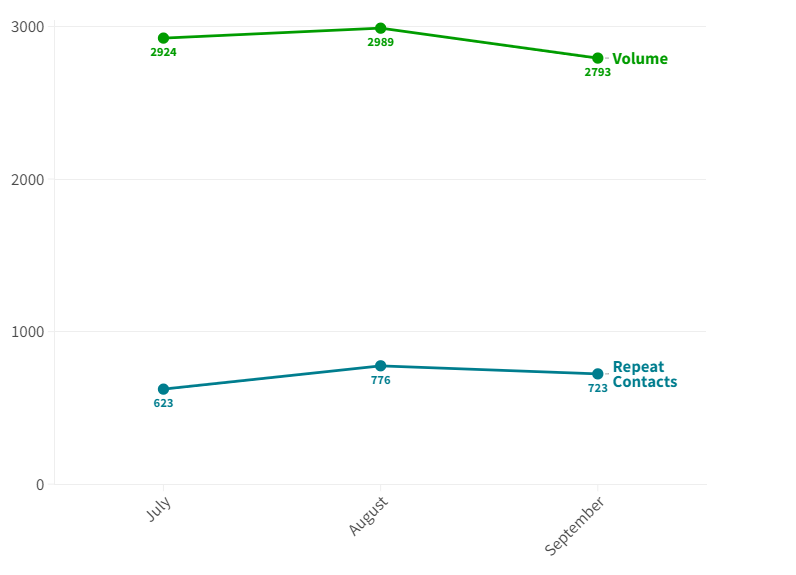 3000
2924
2989
2793
Volume
2000
1000
623
776
723
Repeat
Contacts
0
July
August
September